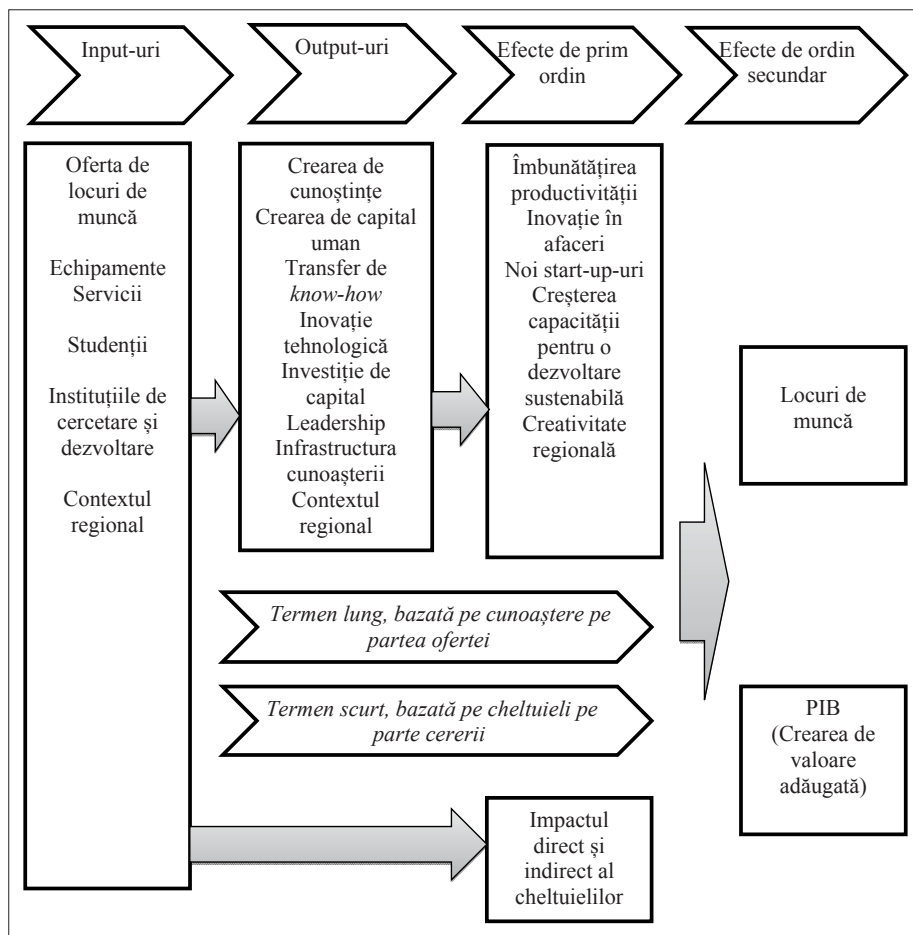 Input-uri
Output-uri
Efecte de prim
ordin
Efecte de ordin
secundar
Oferta de
locuri de
muncă
Echipamente
Servicii
Studenții
Instituțiile de
cercetare și
dezvoltare
Contextul
regional
Crearea de
cunoștințe
Crearea de capital
uman
Transfer de
know-how
Inovație
tehnologică
Investiție de
capital
Leadership
Infrastructura
cunoașterii
Contextul
regional
Îmbunătățirea
productivității
Inovație în
afaceri
Noi start-up-uri
Creșterea
capacității
pentru o
dezvoltare
sustenabilă
Creativitate
regională
Locuri de
muncă
Termen lung, bazată pe cunoaștere pe
partea ofertei
Termen scurt, bazată pe cheltuieli pe
parte cererii
PIB
(Crearea de
valoare
adăugată)
Impactul
direct și
indirect al
cheltuielilor